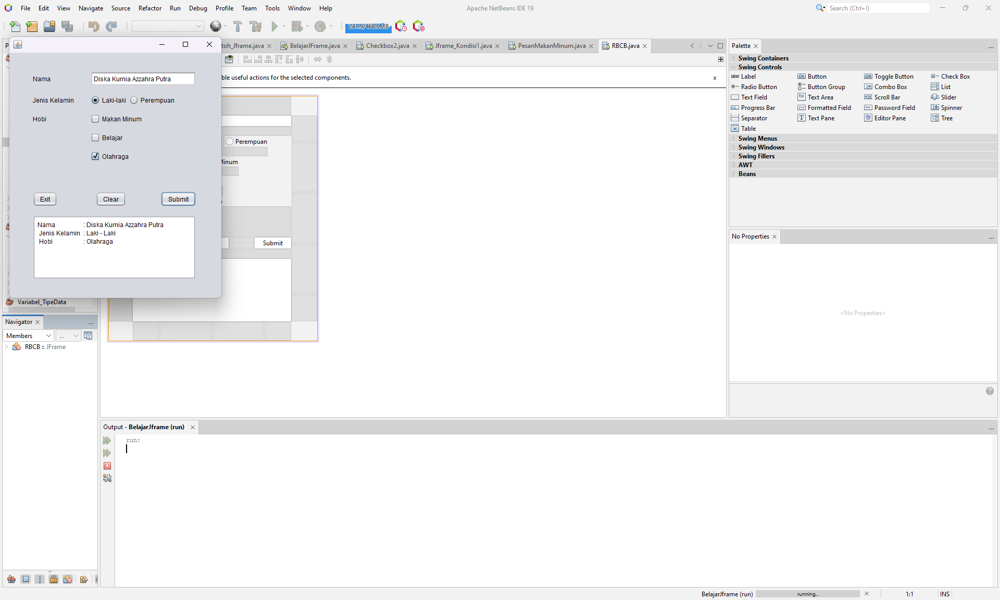 File Edit View Navigate Source Refactor Run Debug Profile Team Tools Window Help
Apache NetBeans IDE 19
Search (Ctrl+I)
241.9/468.0MB
toh_Jframe.java
BelajarJFrame.java
Checkbox2.java
Jframe_Kondisi1.java
PesanMakanMinum.java
RBCB.java
ble useful actions for the selected components.
x
Nama
Diska Kurnia Azzahra Putra
Jenis Kelamin
Laki-laki
Perempuan
Hobi
Makan Minum
Belajar
Olahraga
Exit
Clear
Submit
Nama : Diska Kurnia Azzahra Putra
Jenis Kelamin : Laki - Laki
Hobi : Olahraga
Perempuan
Minum
Submit
Variabel_TipeData
Navigator
Members
...
RBCB :: JFrame
Palette
Swing Containers
Swing Controls
Label Button Toggle Button Check Box
Radio Button Button Group Combo Box List
Text Field Text Area Scroll Bar Slider
Progress Bar Formatted Field Password Field Spinner
Separator Text Pane Editor Pane Tree
Table
Swing Menus
Swing Windows
Swing Fillers
AWT
Beans
No Properties
<No Properties>
Output - BelajarJframe (run)
run:
BelajarJframe (run)
running...
1:1
INS